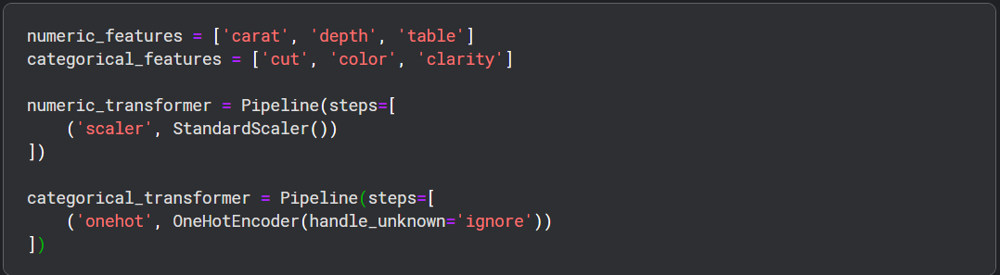 numeric_features = ['carat', 'depth', 'table']
categorical_features = ['cut', 'color', 'clarity']

numeric_transformer = Pipeline(steps=[
    ('scaler', StandardScaler())
])

categorical_transformer = Pipeline(steps=[
    ('onehot', OneHotEncoder(handle_unknown='ignore'))
])